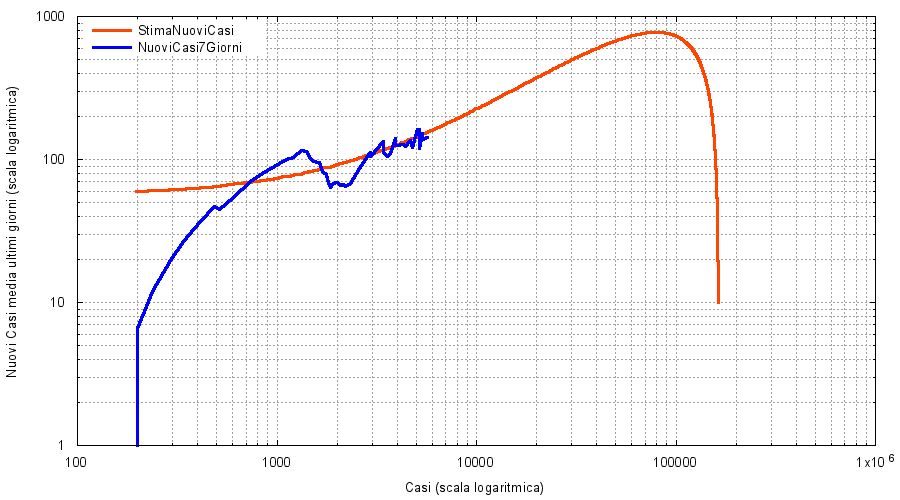 StimaNuoviCasi
NuoviCasi7Giorni
Nuovi Casi media ultimi giorni (scala logaritmica)
1000
100
10
1
100 1000 10000 100000 1x10 6
Casi (scala logaritmica)